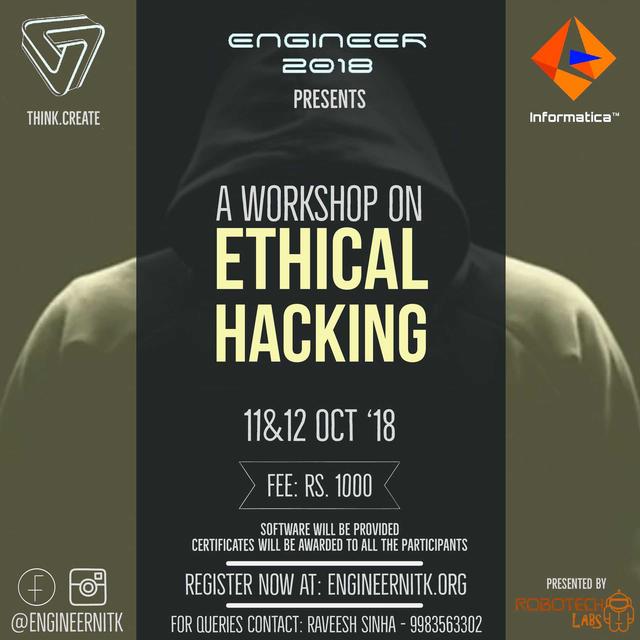 ENGINEER
2018
PRESENTS
THINK.CREATE
Informatica™
A WORKSHOP ON
ETHICAL
HACKING
11&12 OCT ‘18
FEE: RS. 1000
SOFTWARE WILL BE PROVIDED
CERTIFICATES WILL BE AWARDED TO ALL THE PARTICIPANTS
REGISTER NOW AT: ENGINEERNITK.ORG
@ENGINEERNITK
FOR QUERIES CONTACT: RAVEESH SINHA - 9983563302
PRESENTED BY
ROBOTECH
LABS